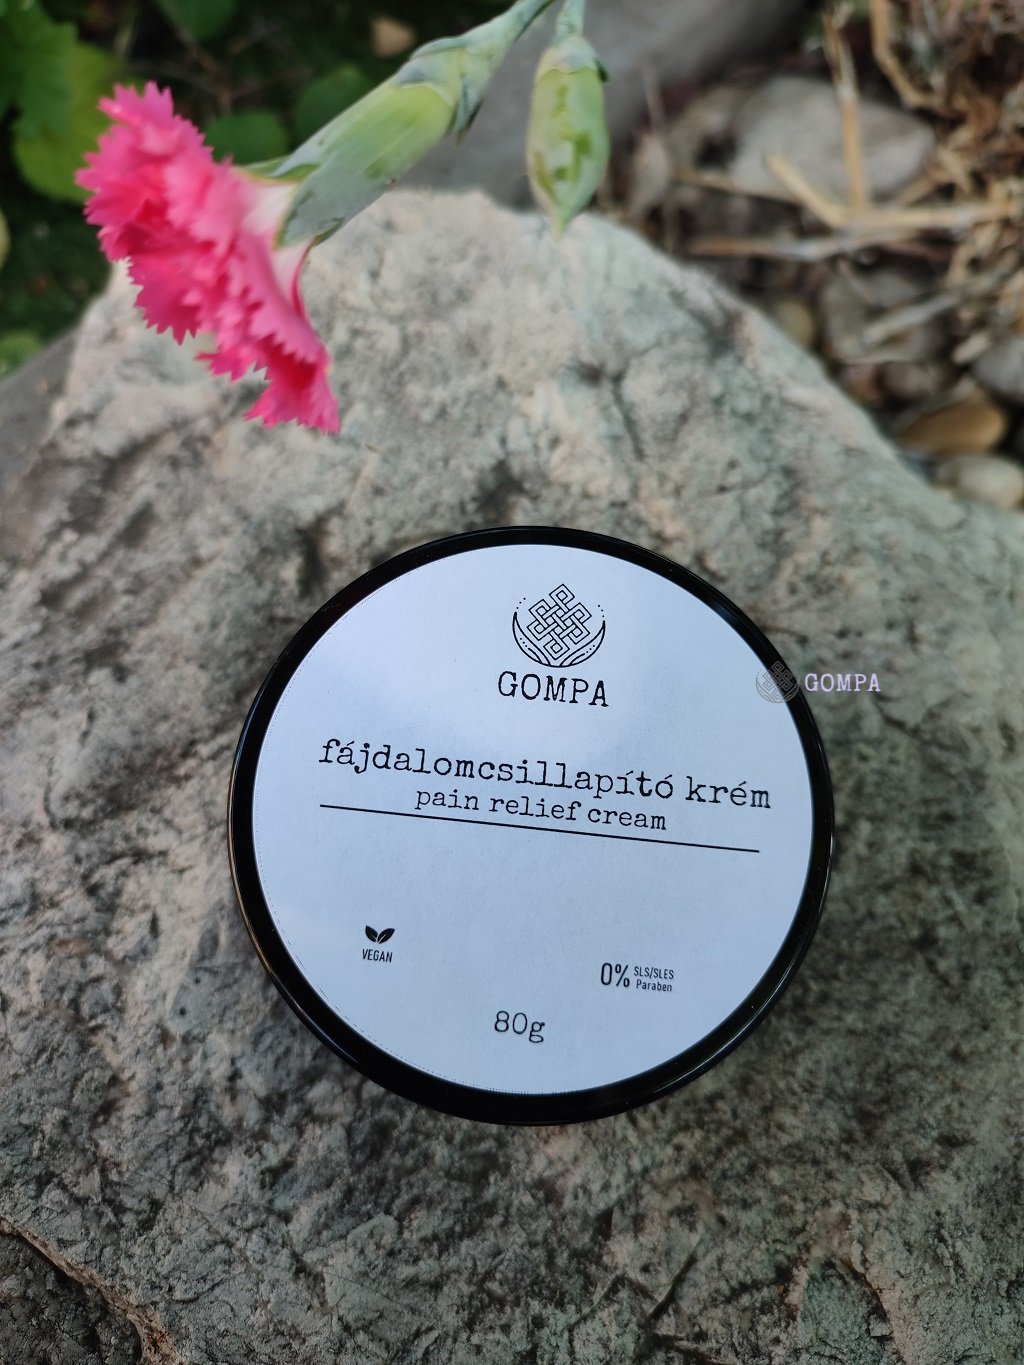 GOMPA
GOMPA
fájdalomcsillapító krém
pain relief cream
VEGAN
0% SLS/SLES
Paraben
80g